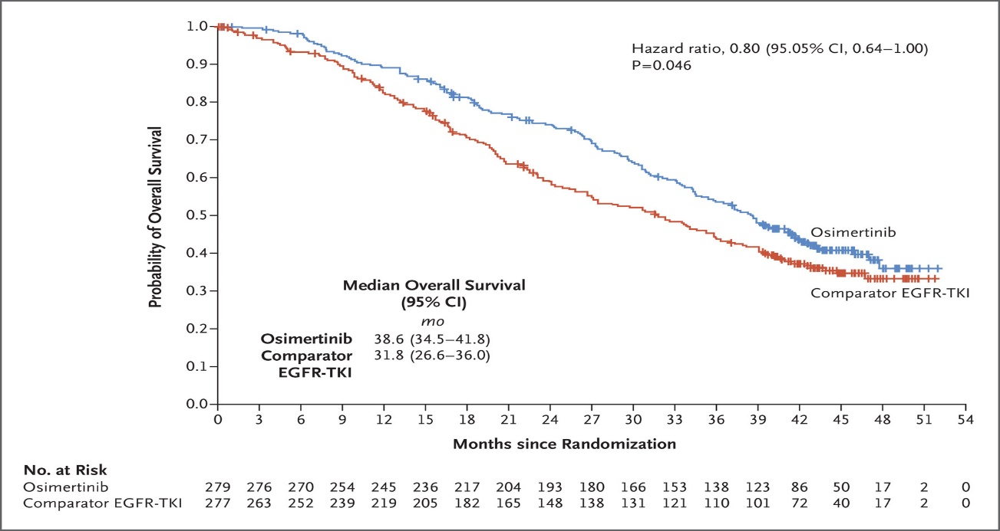 1.0
0.9
0.8
0.7
0.6
0.5
0.4
0.3
0.2
0.1
0.0
Probability of Overall Survival
Hazard ratio, 0.80 (95.05% CI, 0.64–1.00)
P=0.046
Osimertinib
Comparator EGFR-TKI
Median Overall Survival
(95% CI)
mo
Osimertinib 38.6 (34.5–41.8)
Comparator 31.8 (26.6–36.0)
EGFR-TKI
0 3 6 9 12 15 18 21 24 27 30 33 36 39 42 45 48 51 54
Months since Randomization
No. at Risk
Osimertinib 279 276 270 254 245 236 217 204 193 180 166 153 138 123 86 50 17 2 0
Comparator EGFR-TKI 277 263 252 239 219 205 182 165 148 138 131 121 110 101 72 40 17 2 0